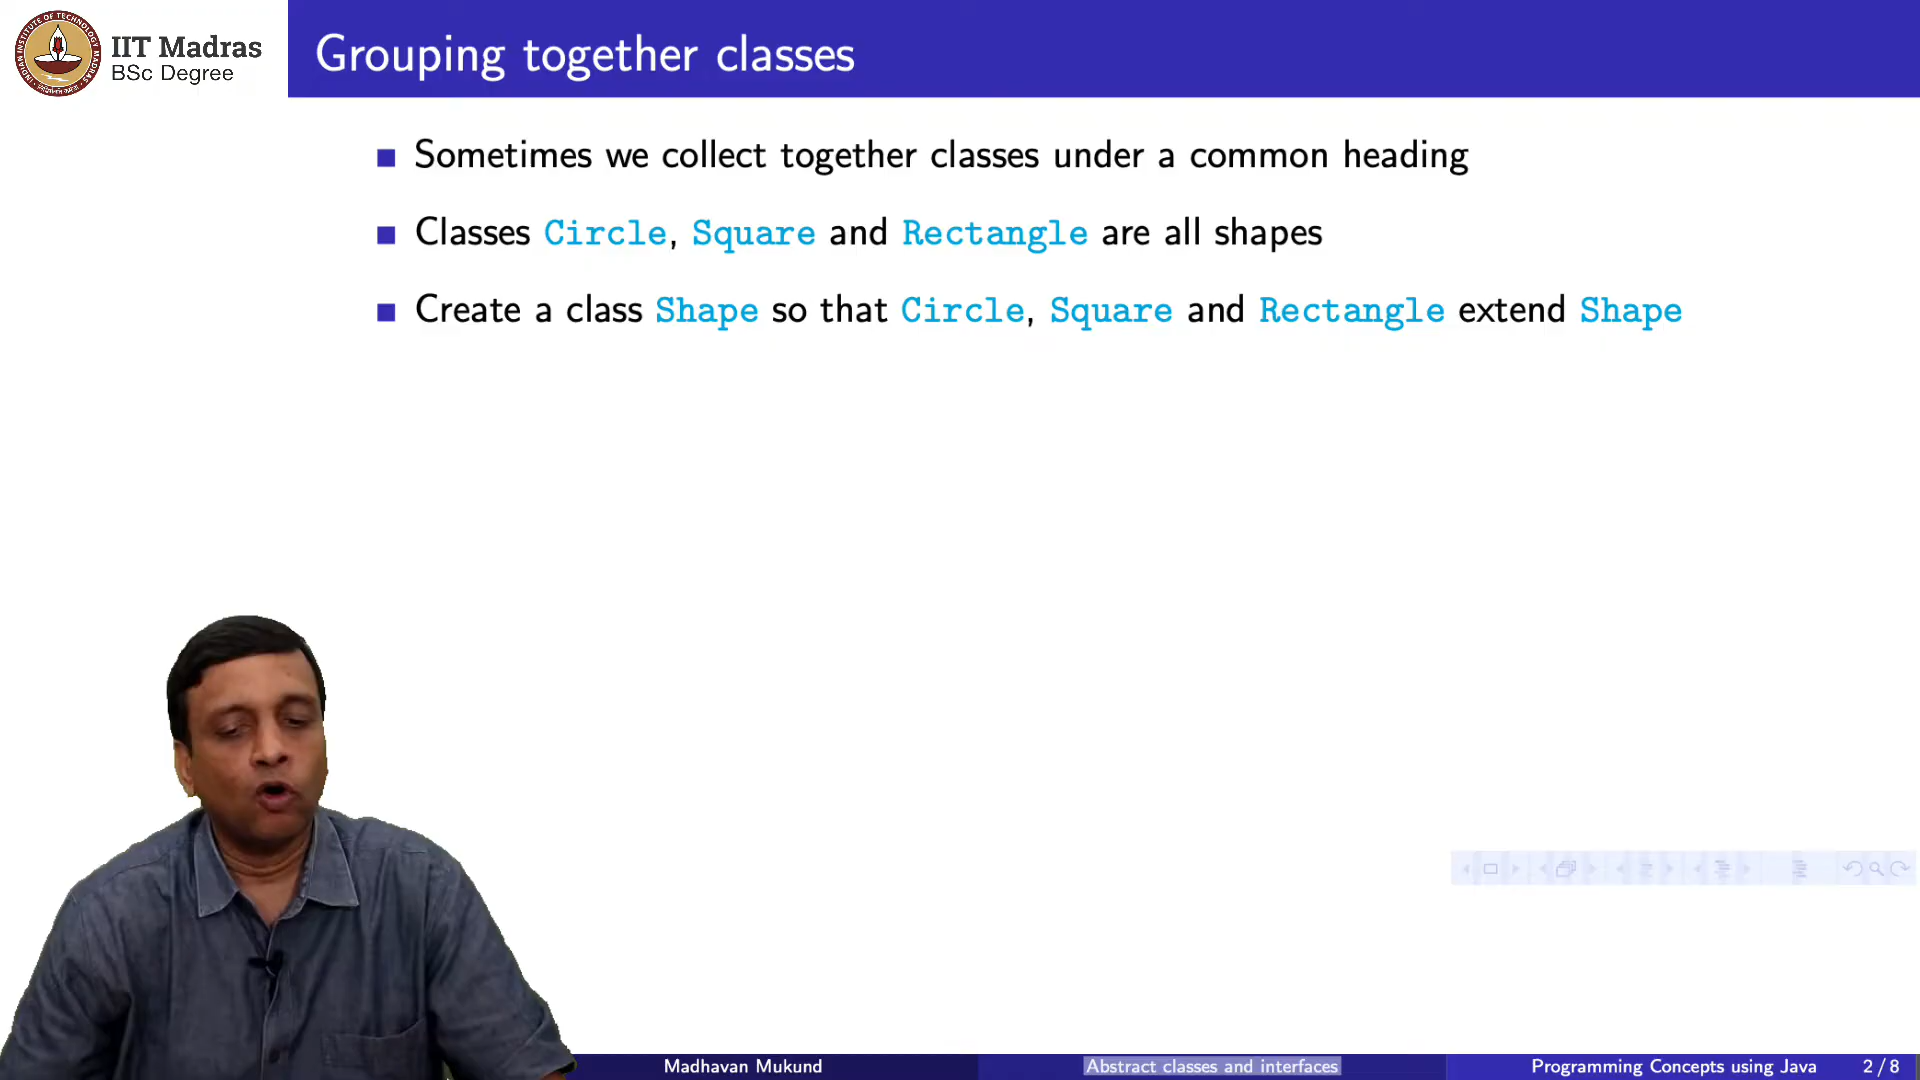 IIT Madras
BSc Degree
Grouping together classes
Sometimes we collect together classes under a common heading
Classes Circle, Square and Rectangle are all shapes
Create a class Shape so that Circle, Square and Rectangle extend Shape
Madhavan Mukund
Abstract classes and interfaces
Programming Concepts using Java
2 / 8